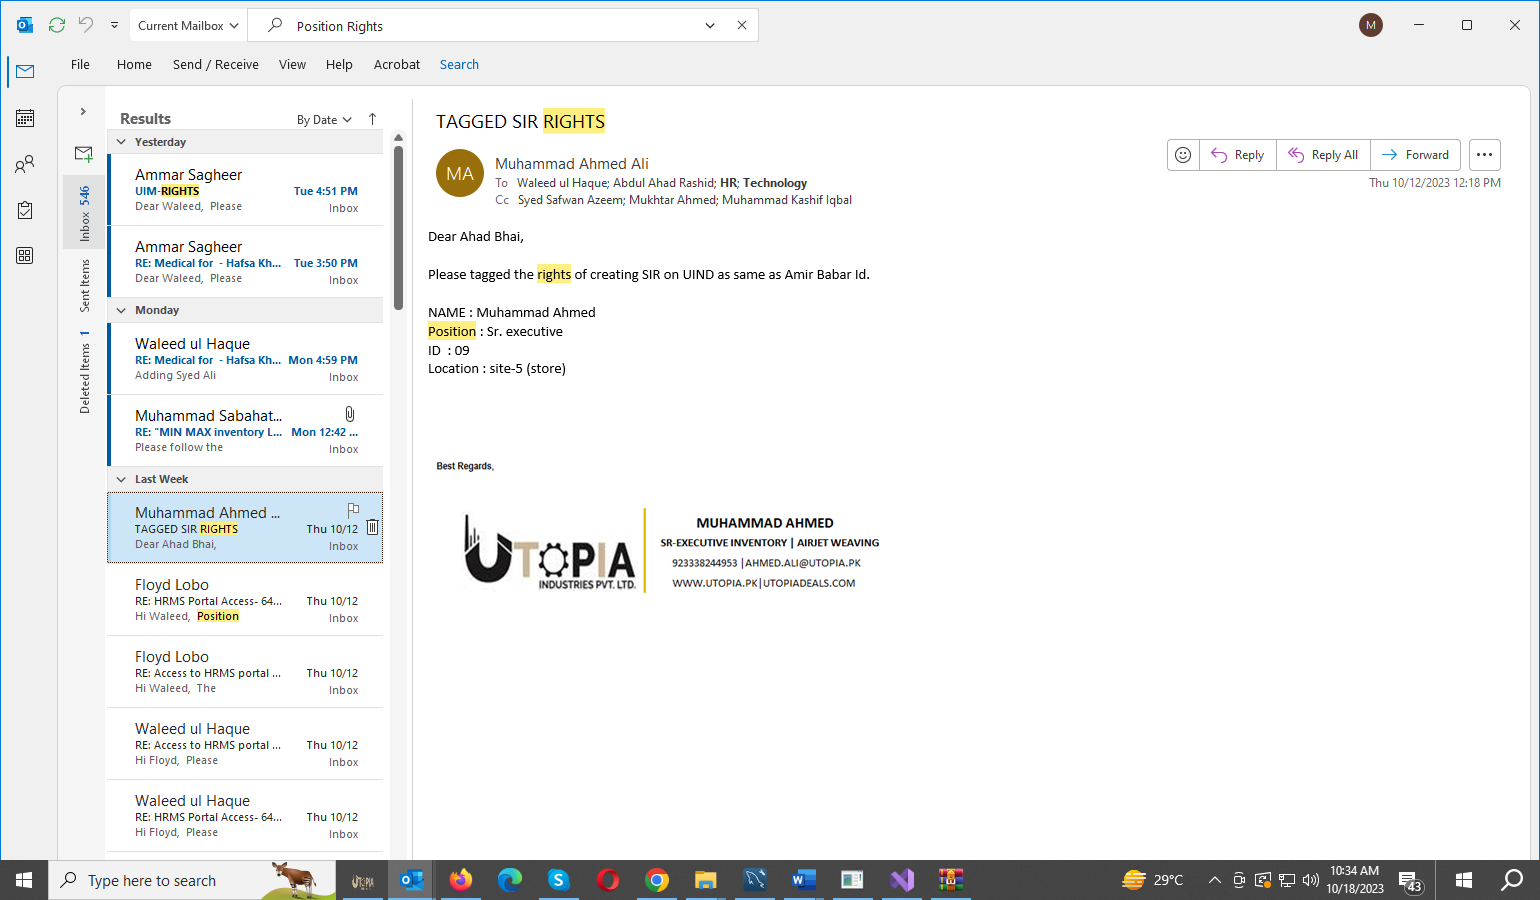 Current Mailbox
Position Rights
M
File Home Send / Receive View Help Acrobat Search
Inbox 546
Sent Items
Deleted Items 1
Results
By Date
Yesterday
Ammar Sagheer
UIM-RIGHTS Tue 4:51 PM
Dear Waleed, Please Inbox
Ammar Sagheer
RE: Medical for - Hafsa Kh... Tue 3:50 PM
Dear Waleed, Please Inbox
Monday
Waleed ul Haque
RE: Medical for - Hafsa Kh... Mon 4:59 PM
Adding Syed Ali Inbox
Muhammad Sabahat...
RE: "MIN MAX inventory L... Mon 12:42 ...
Please follow the Inbox
Last Week
Muhammad Ahmed ...
TAGGED SIR RIGHTS Thu 10/12
Dear Ahad Bhai, Inbox
Floyd Lobo
RE: HRMS Portal Access- 64... Thu 10/12
Hi Waleed, Position Inbox
Floyd Lobo
RE: Access to HRMS portal ... Thu 10/12
Hi Waleed, The Inbox
Waleed ul Haque
RE: Access to HRMS portal ... Thu 10/12
Hi Floyd, Please Inbox
Waleed ul Haque
RE: HRMS Portal Access- 64... Thu 10/12
Hi Floyd, Please Inbox
TAGGED SIR RIGHTS
MA
Muhammad Ahmed Ali
To Waleed ul Haque; Abdul Ahad Rashid; HR; Technology
Cc Syed Safwan Azeem; Mukhtar Ahmed; Muhammad Kashif Iqbal
Reply Reply All Forward
Thu 10/12/2023 12:18 PM
Dear Ahad Bhai,
Please tagged the rights of creating SIR on UIND as same as Amir Babar Id.
NAME : Muhammad Ahmed
Position : Sr. executive
ID : 09
Location : site-5 (store)
Best Regards,
UTOPIA
INDUSTRIES PVT. LTD.
MUHAMMAD AHMED
SR-EXECUTIVE INVENTORY | AIRJET WEAVING
923338244953 |AHMED.ALI@UTOPIA.PK
WWW.UTOPIA.PK|UTOPIADEALS.COM
Type here to search
UTOPIA
29°C
10:34 AM
10/18/2023
43